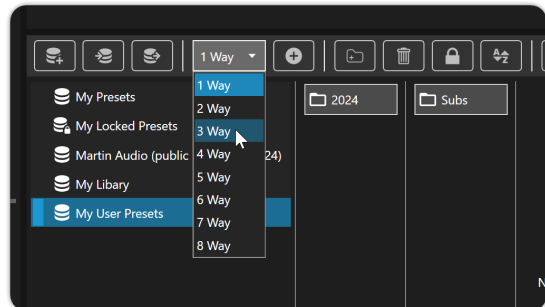 1 Way
1 Way
2 Way
3 Way
4 Way
5 Way
6 Way
7 Way
8 Way
My Presets
My Locked Presets
Martin Audio (public 24)
My Libary
My User Presets
2024
Subs
N